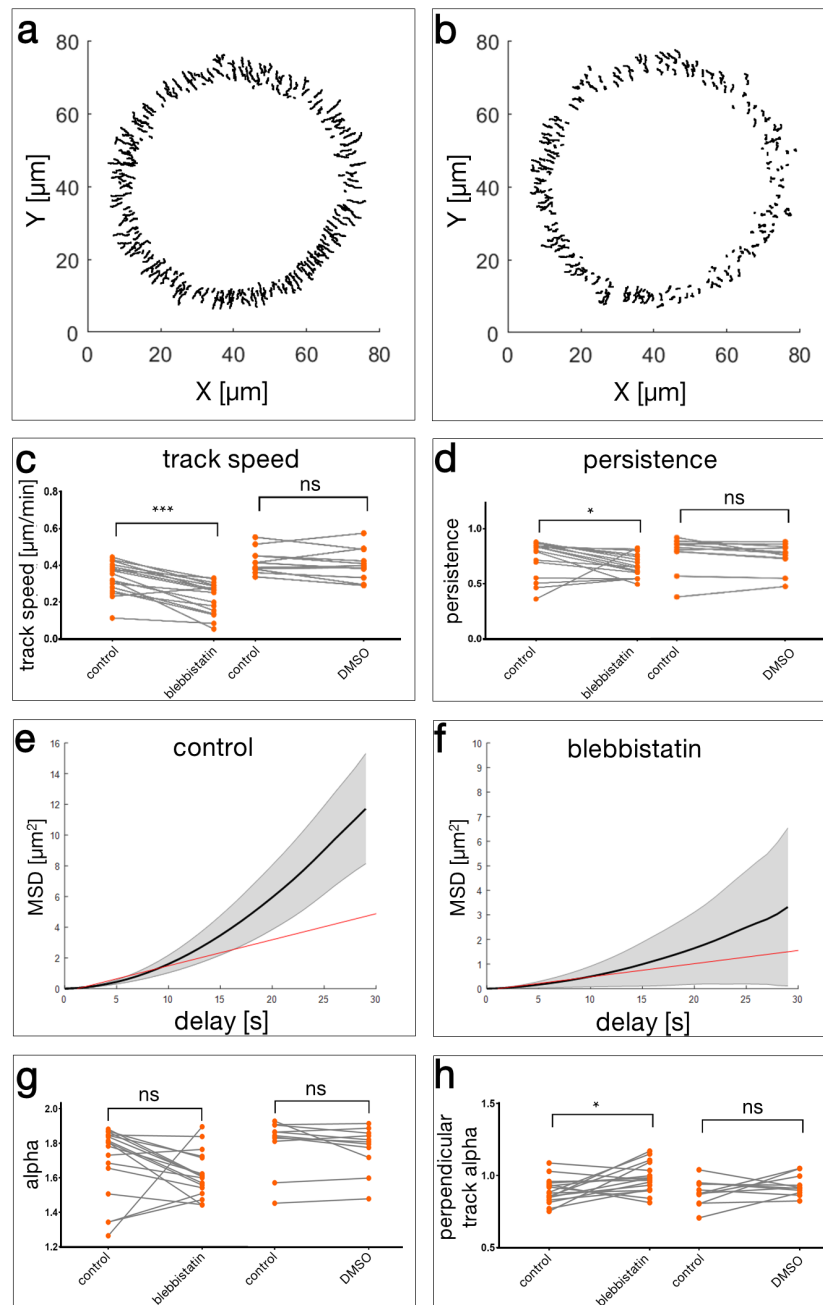 a
80
60
40
20
0
Y [µm]
0 20 40 60 80
X [µm]
b
80
60
40
20
0
Y [µm]
0 20 40 60 80
X [µm]
c
track speed
track speed [µm/min]
0.8
0.6
0.4
0.2
0.0
***
ns
control
blebbistatin
control
DMSO
d
persistence
persistence
1.0
0.5
0.0
*
ns
control
blebbistatin
control
DMSO
e
control
MSD [µm²]
16
14
12
10
8
6
4
2
0
0 5 10 15 20 25 30
delay [s]
f
blebbistatin
MSD [µm²]
10
9
8
7
6
5
4
3
2
1
0
0 5 10 15 20 25 30
delay [s]
g
alpha
2.0
1.8
1.6
1.4
1.2
ns
ns
control
blebbistatin
control
DMSO
h
perpendicular
track alpha
1.5
1.0
0.5
*
ns
control
blebbistatin
control
DMSO